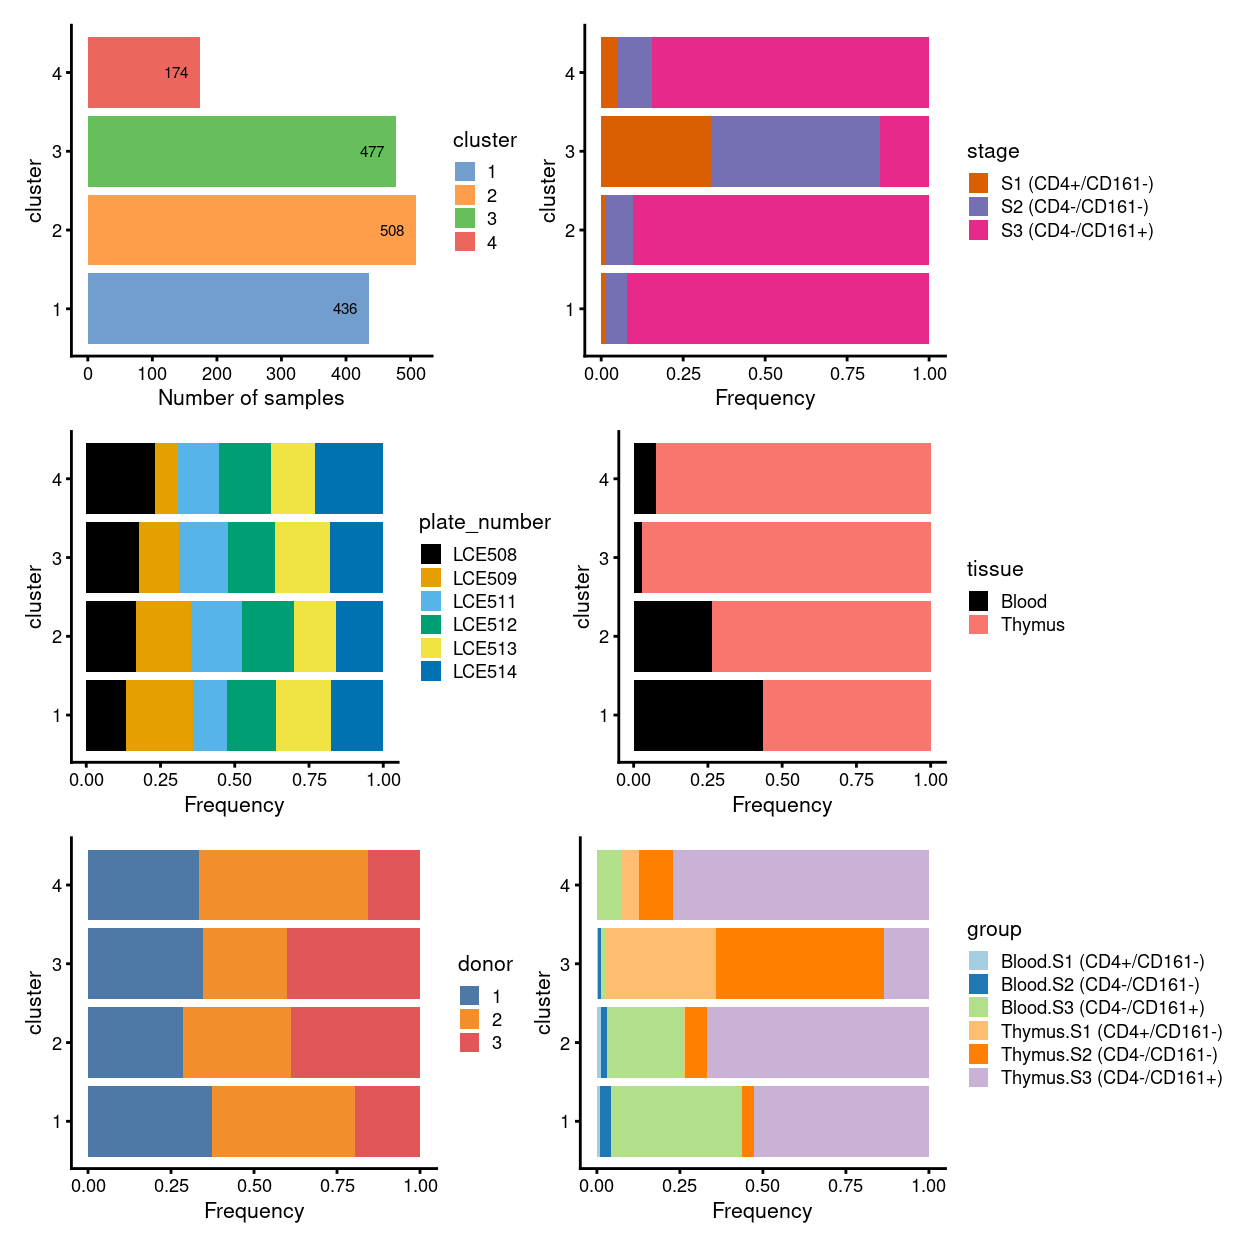 4
3
2
1
cluster
174
477
508
436
0 100 200 300 400 500
Number of samples
cluster
1
2
3
4
4
3
2
1
cluster
0.00 0.25 0.50 0.75 1.00
Frequency
stage
S1 (CD4+/CD161-)
S2 (CD4-/CD161-)
S3 (CD4-/CD161+)
4
3
2
1
cluster
0.00 0.25 0.50 0.75 1.00
Frequency
plate_number
LCE508
LCE509
LCE511
LCE512
LCE513
LCE514
4
3
2
1
cluster
0.00 0.25 0.50 0.75 1.00
Frequency
tissue
Blood
Thymus
4
3
2
1
cluster
0.00 0.25 0.50 0.75 1.00
Frequency
donor
1
2
3
4
3
2
1
cluster
0.00 0.25 0.50 0.75 1.00
Frequency
group
Blood.S1 (CD4+/CD161-)
Blood.S2 (CD4-/CD161-)
Blood.S3 (CD4-/CD161+)
Thymus.S1 (CD4+/CD161-)
Thymus.S2 (CD4-/CD161-)
Thymus.S3 (CD4-/CD161+)